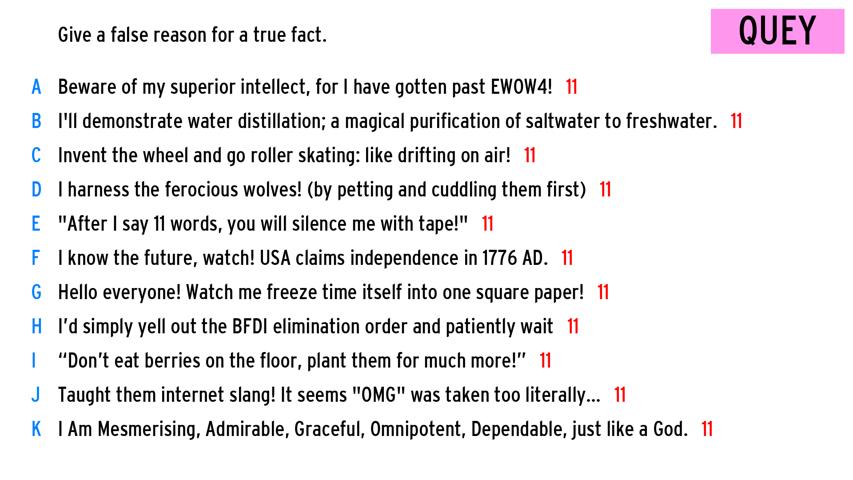 Give a false reason for a true fact.
QUEY
A Beware of my superior intellect, for I have gotten past EWOW4! 11
B I'll demonstrate water distillation; a magical purification of saltwater to freshwater. 11
C Invent the wheel and go roller skating: like drifting on air! 11
D I harness the ferocious wolves! (by petting and cuddling them first) 11
E "After I say 11 words, you will silence me with tape!" 11
F I know the future, watch! USA claims independence in 1776 AD. 11
G Hello everyone! Watch me freeze time itself into one square paper! 11
H I’d simply yell out the BFDI elimination order and patiently wait 11
I “Don’t eat berries on the floor, plant them for much more!” 11
J Taught them internet slang! It seems "OMG" was taken too literally... 11
K I Am Mesmerising, Admirable, Graceful, Omnipotent, Dependable, just like a God. 11